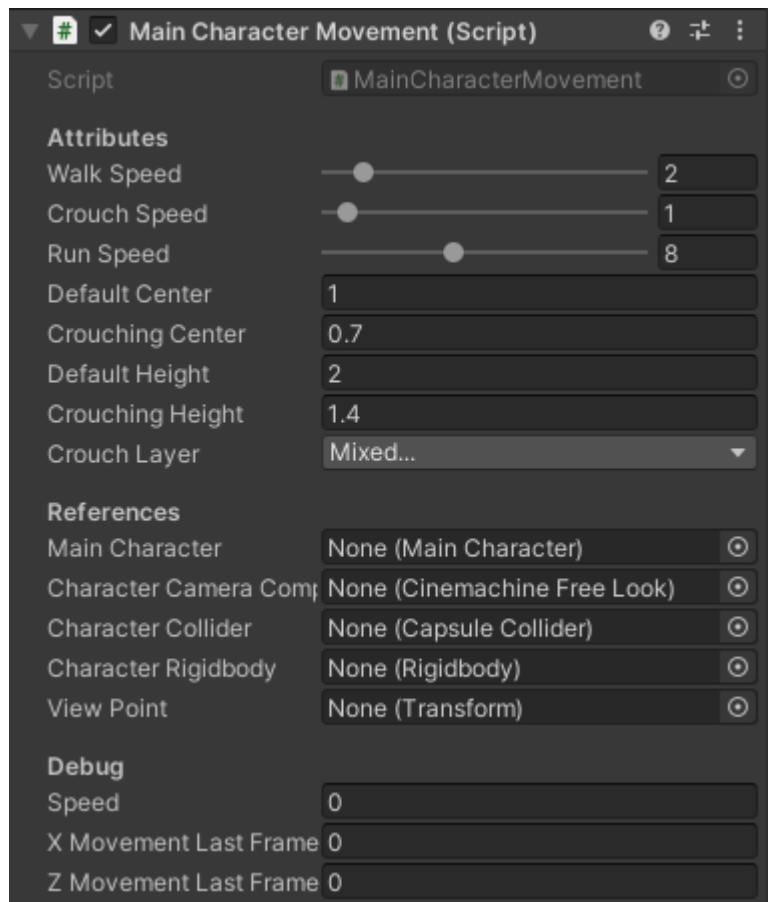 # Main Character Movement (Script)
Script # MainCharacterMovement
Attributes
Walk Speed 2
Crouch Speed 1
Run Speed 8
Default Center 1
Crouching Center 0.7
Default Height 2
Crouching Height 1.4
Crouch Layer Mixed...
References
Main Character None (Main Character)
Character Camera Comp None (Cinemachine Free Look)
Character Collider None (Capsule Collider)
Character Rigidbody None (Rigidbody)
View Point None (Transform)
Debug
Speed 0
X Movement Last Frame 0
Z Movement Last Frame 0